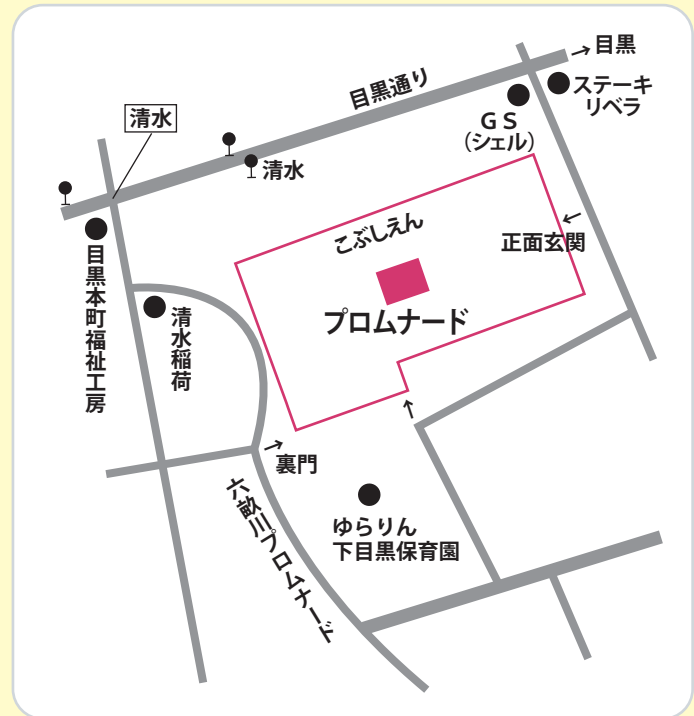 →目黒
目黒通り
ステーキ
リベラ
GS
(シェル)
清水
清水
こぶしえん
←
正面玄関
プロムナード
目黒本町福祉工房
清水稲荷
→
裏門
↑
六畝川プロムナード
ゆらりん
下目黒保育園